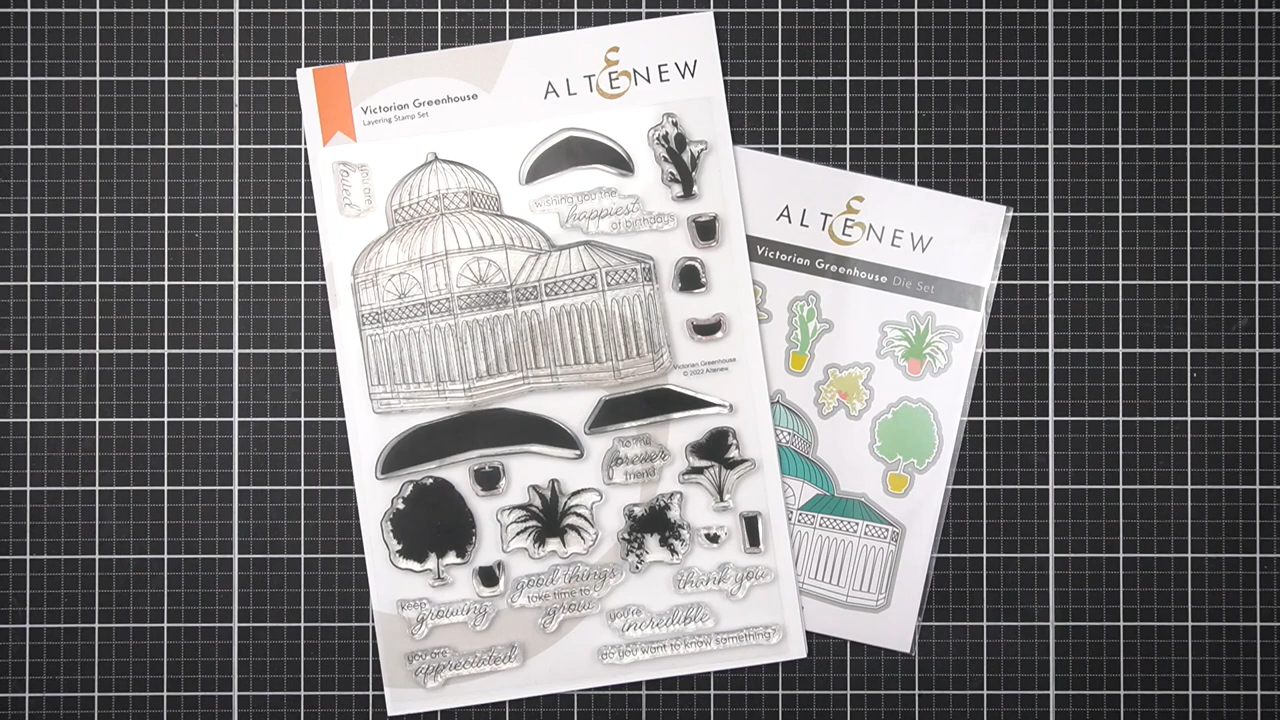 ALTENEW
Victorian Greenhouse
Layering Stamp Set
you are
loved
wishing you the
happiest
of birthdays
Victorian Greenhouse
© 2022 Altenew
to my
forever
friend
good things
take time to
grow
thank you
keep
growing
you're
incredible
do you want to know something?
you are
appreciated
ALTENEW
Victorian Greenhouse Die Set